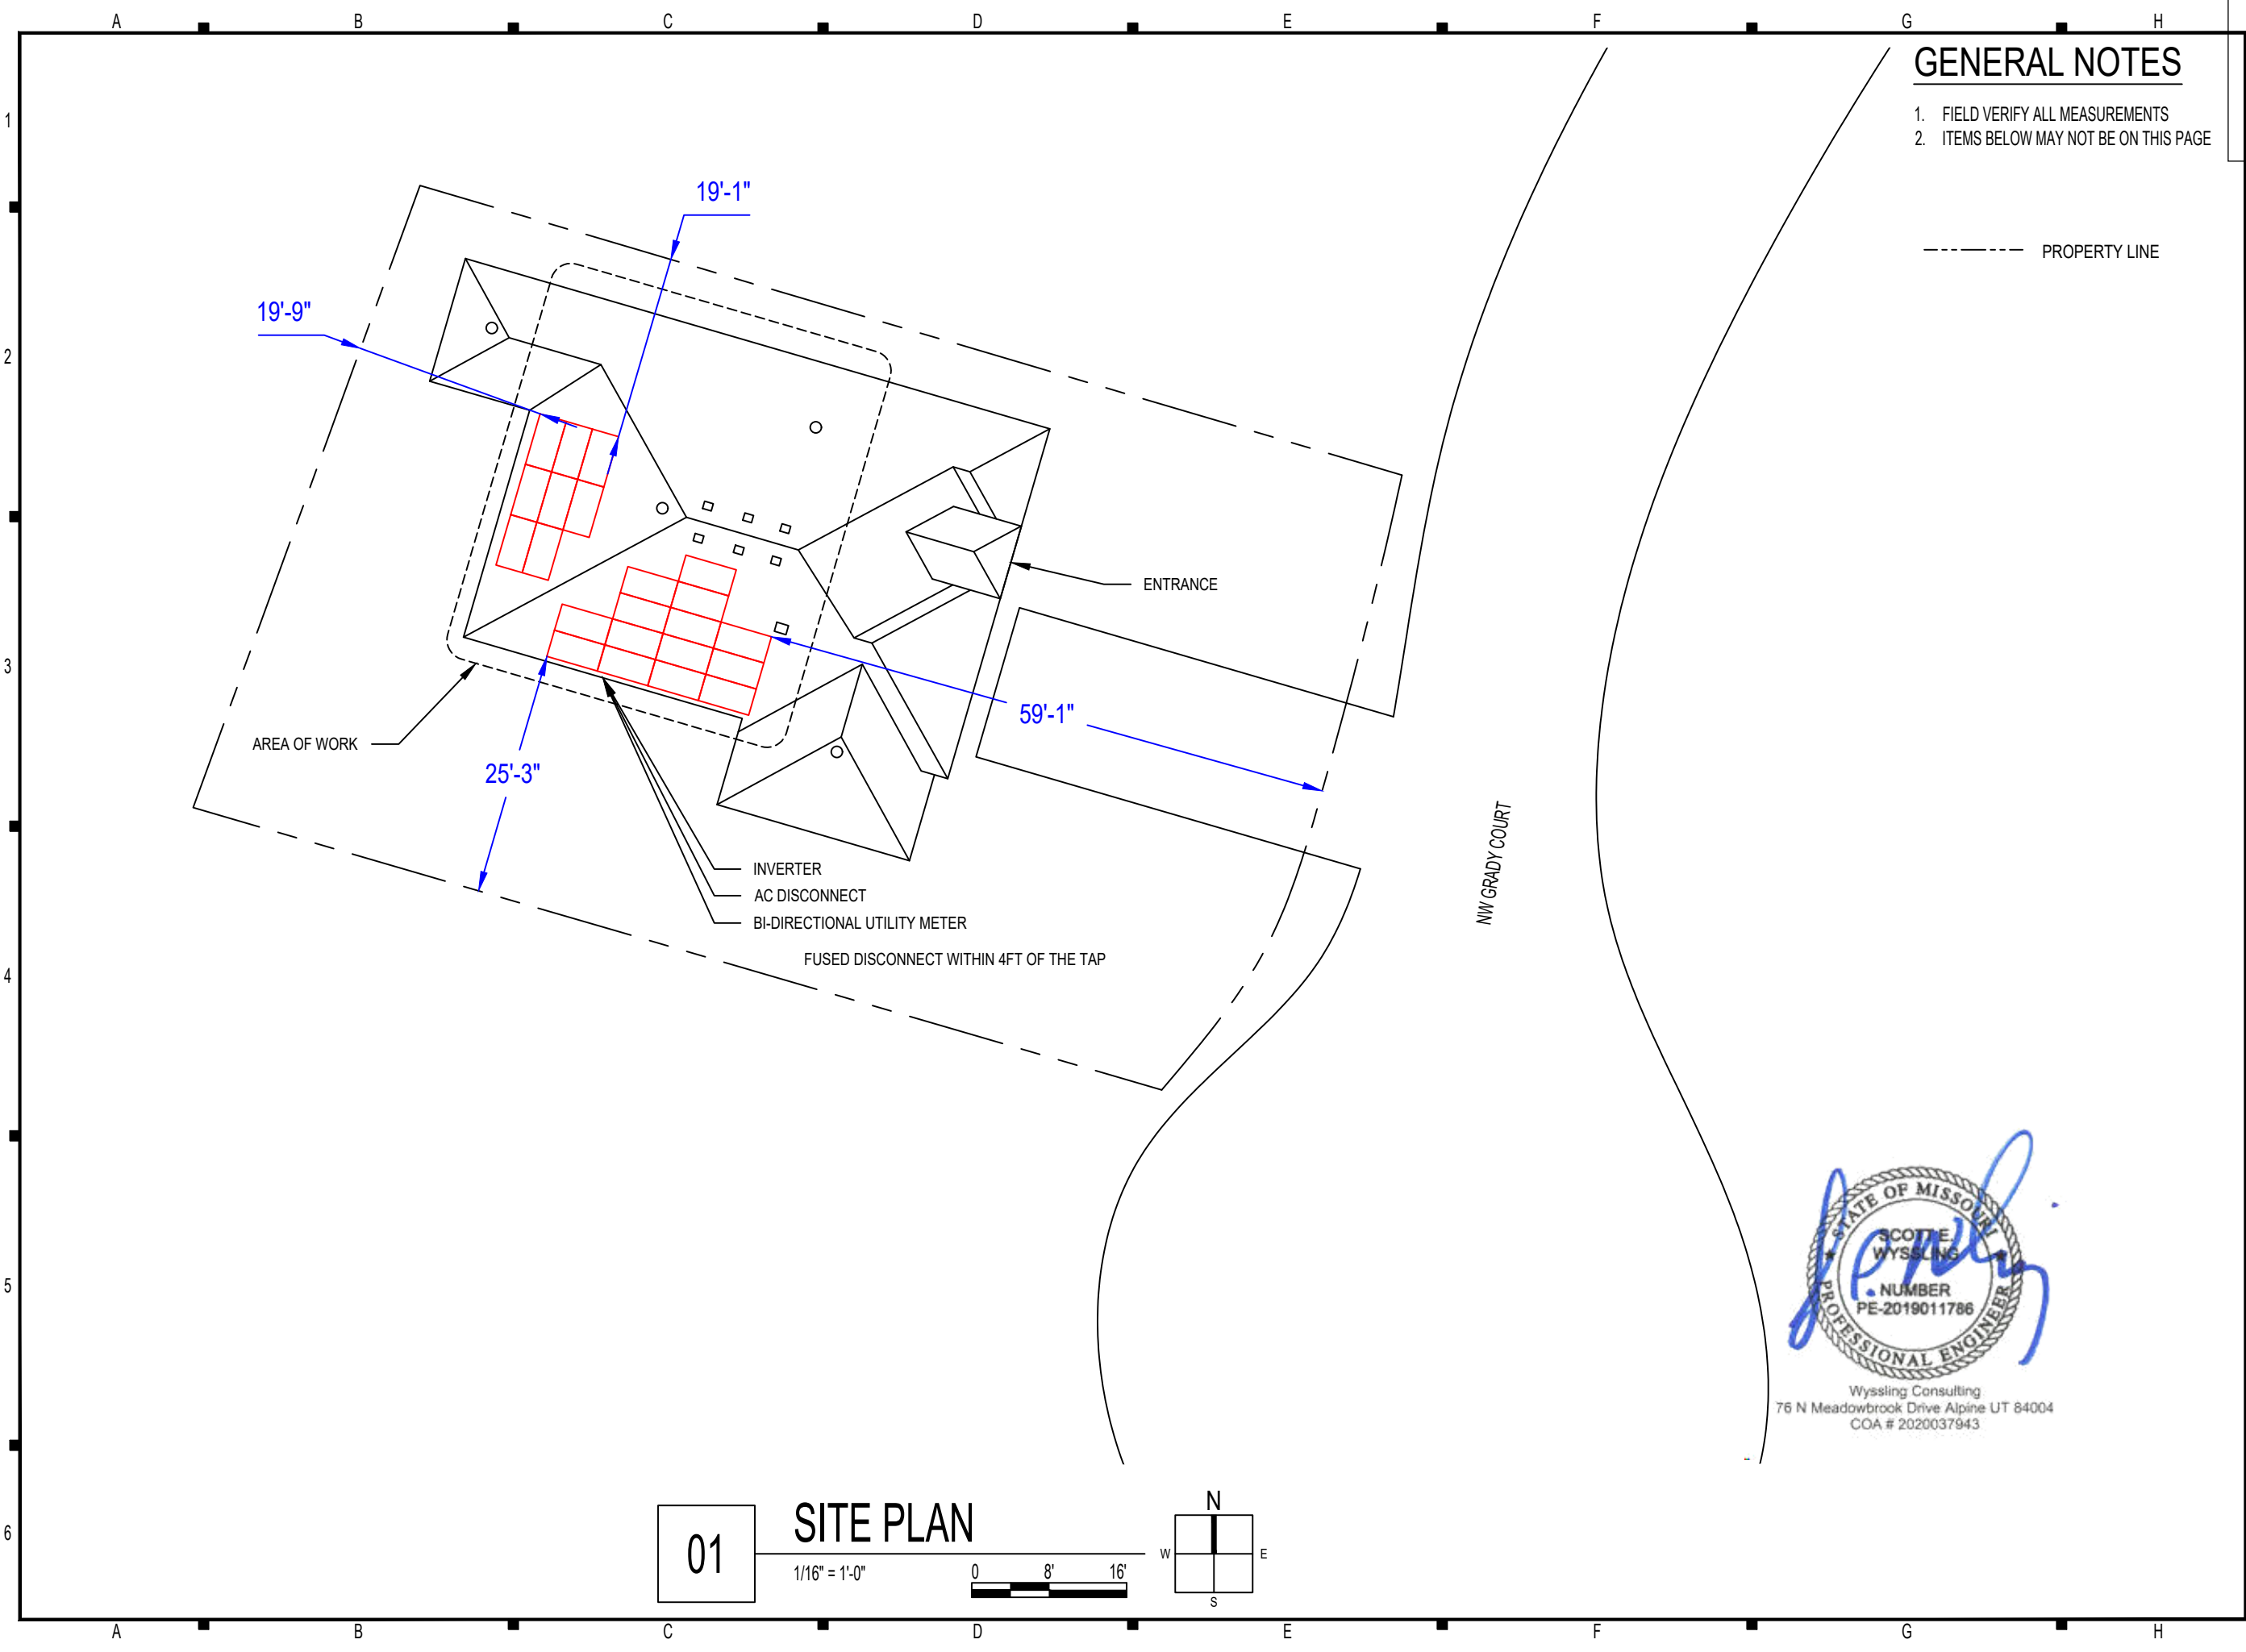 A B C D E F G H
GENERAL NOTES
1. FIELD VERIFY ALL MEASUREMENTS
2. ITEMS BELOW MAY NOT BE ON THIS PAGE
PROPERTY LINE
1
2
3
4
5
6
19'-1"
19'-9"
ENTRANCE
59'-1"
AREA OF WORK
25'-3"
INVERTER
AC DISCONNECT
BI-DIRECTIONAL UTILITY METER
FUSED DISCONNECT WITHIN 4FT OF THE TAP
NW GRADY COURT
STATE OF MISSOURI
SCOTT E.
WYSSLING
NUMBER
PE-2019011786
PROFESSIONAL ENGINEER
Wyssling Consulting
76 N Meadowbrook Drive Alpine UT 84004
COA # 2020037943
01
SITE PLAN
1/16" = 1'-0"
0 8' 16'
N
W E
S
A B C D E F G H